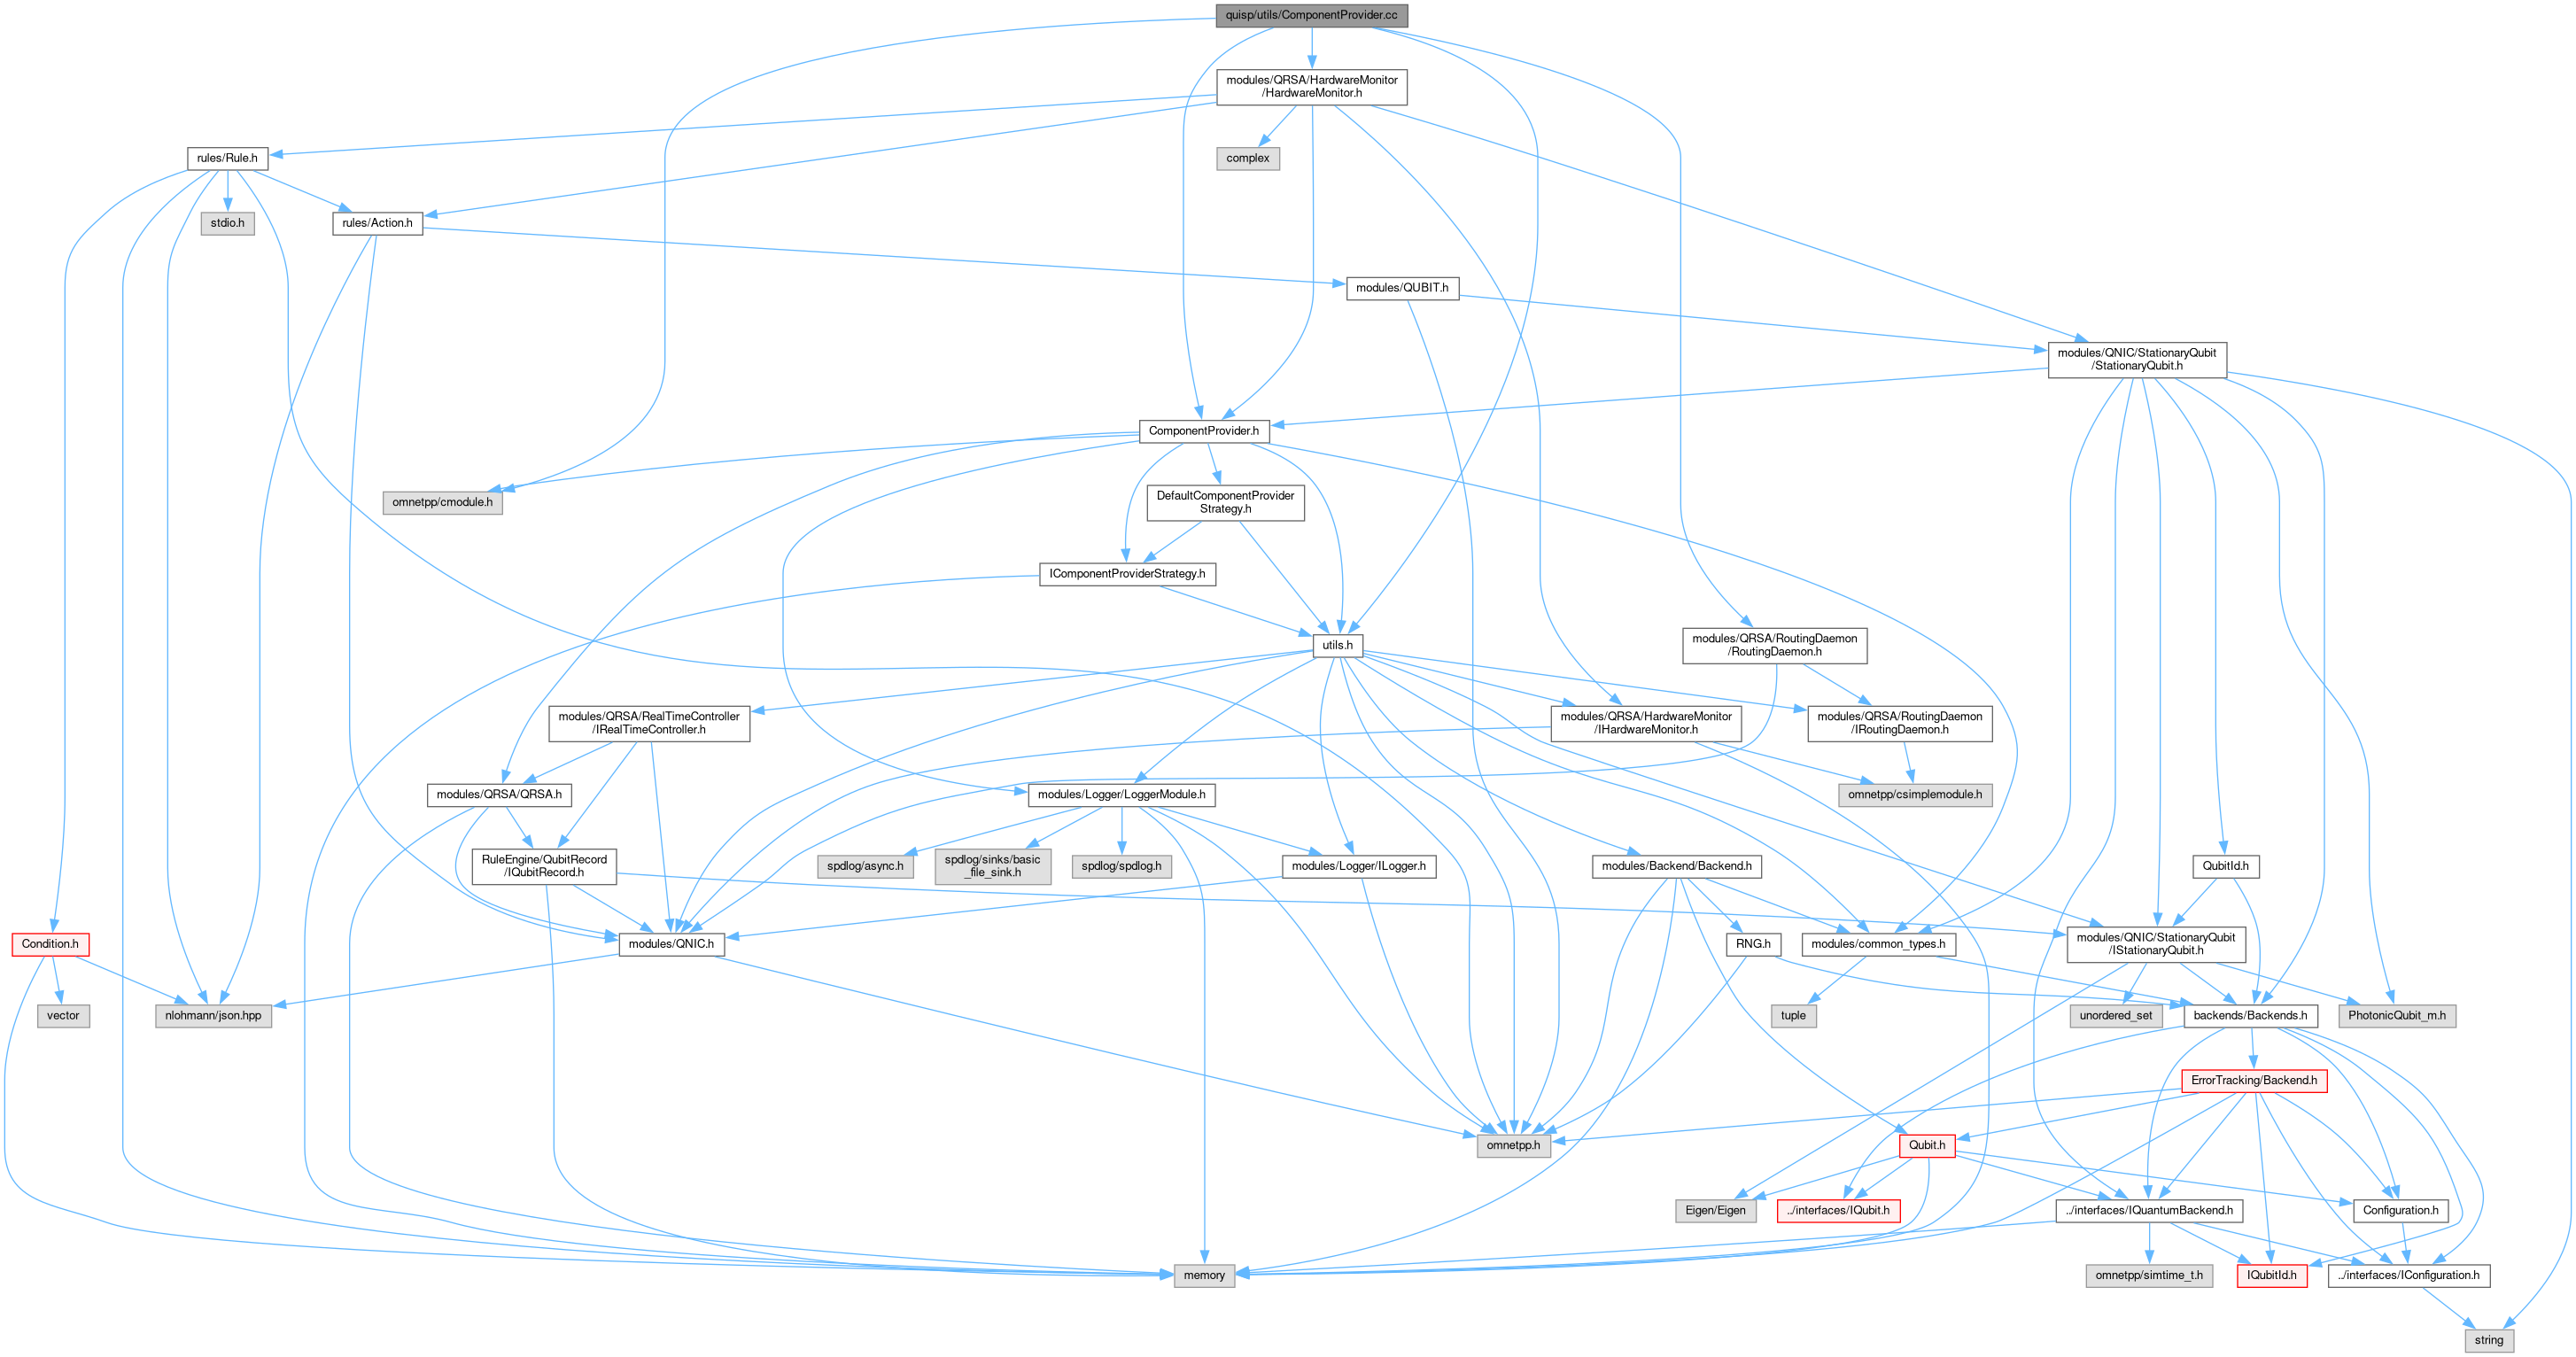 quisp/utils/ComponentProvider.cc
modules/QRSA/HardwareMonitor
/HardwareMonitor.h
rules/Rule.h
complex
stdio.h
rules/Action.h
modules/QUBIT.h
modules/QNIC/StationaryQubit
/StationaryQubit.h
ComponentProvider.h
omnetpp/cmodule.h
DefaultComponentProvider
Strategy.h
IComponentProviderStrategy.h
utils.h
modules/QRSA/RoutingDaemon
/RoutingDaemon.h
modules/QRSA/RealTimeController
/IRealTimeController.h
modules/QRSA/HardwareMonitor
/IHardwareMonitor.h
modules/QRSA/RoutingDaemon
/IRoutingDaemon.h
modules/QRSA/QRSA.h
modules/Logger/LoggerModule.h
omnetpp/csimplemodule.h
RuleEngine/QubitRecord
/IQubitRecord.h
spdlog/async.h
spdlog/sinks/basic
_file_sink.h
spdlog/spdlog.h
modules/Logger/ILogger.h
modules/Backend/Backend.h
QubitId.h
Condition.h
modules/QNIC.h
RNG.h
modules/common_types.h
modules/QNIC/StationaryQubit
/IStationaryQubit.h
vector
nlohmann/json.hpp
tuple
unordered_set
backends/Backends.h
PhotonicQubit_m.h
ErrorTracking/Backend.h
omnetpp.h
Qubit.h
Eigen/Eigen
../interfaces/IQubit.h
../interfaces/IQuantumBackend.h
Configuration.h
memory
omnetpp/simtime_t.h
IQubitId.h
../interfaces/IConfiguration.h
string